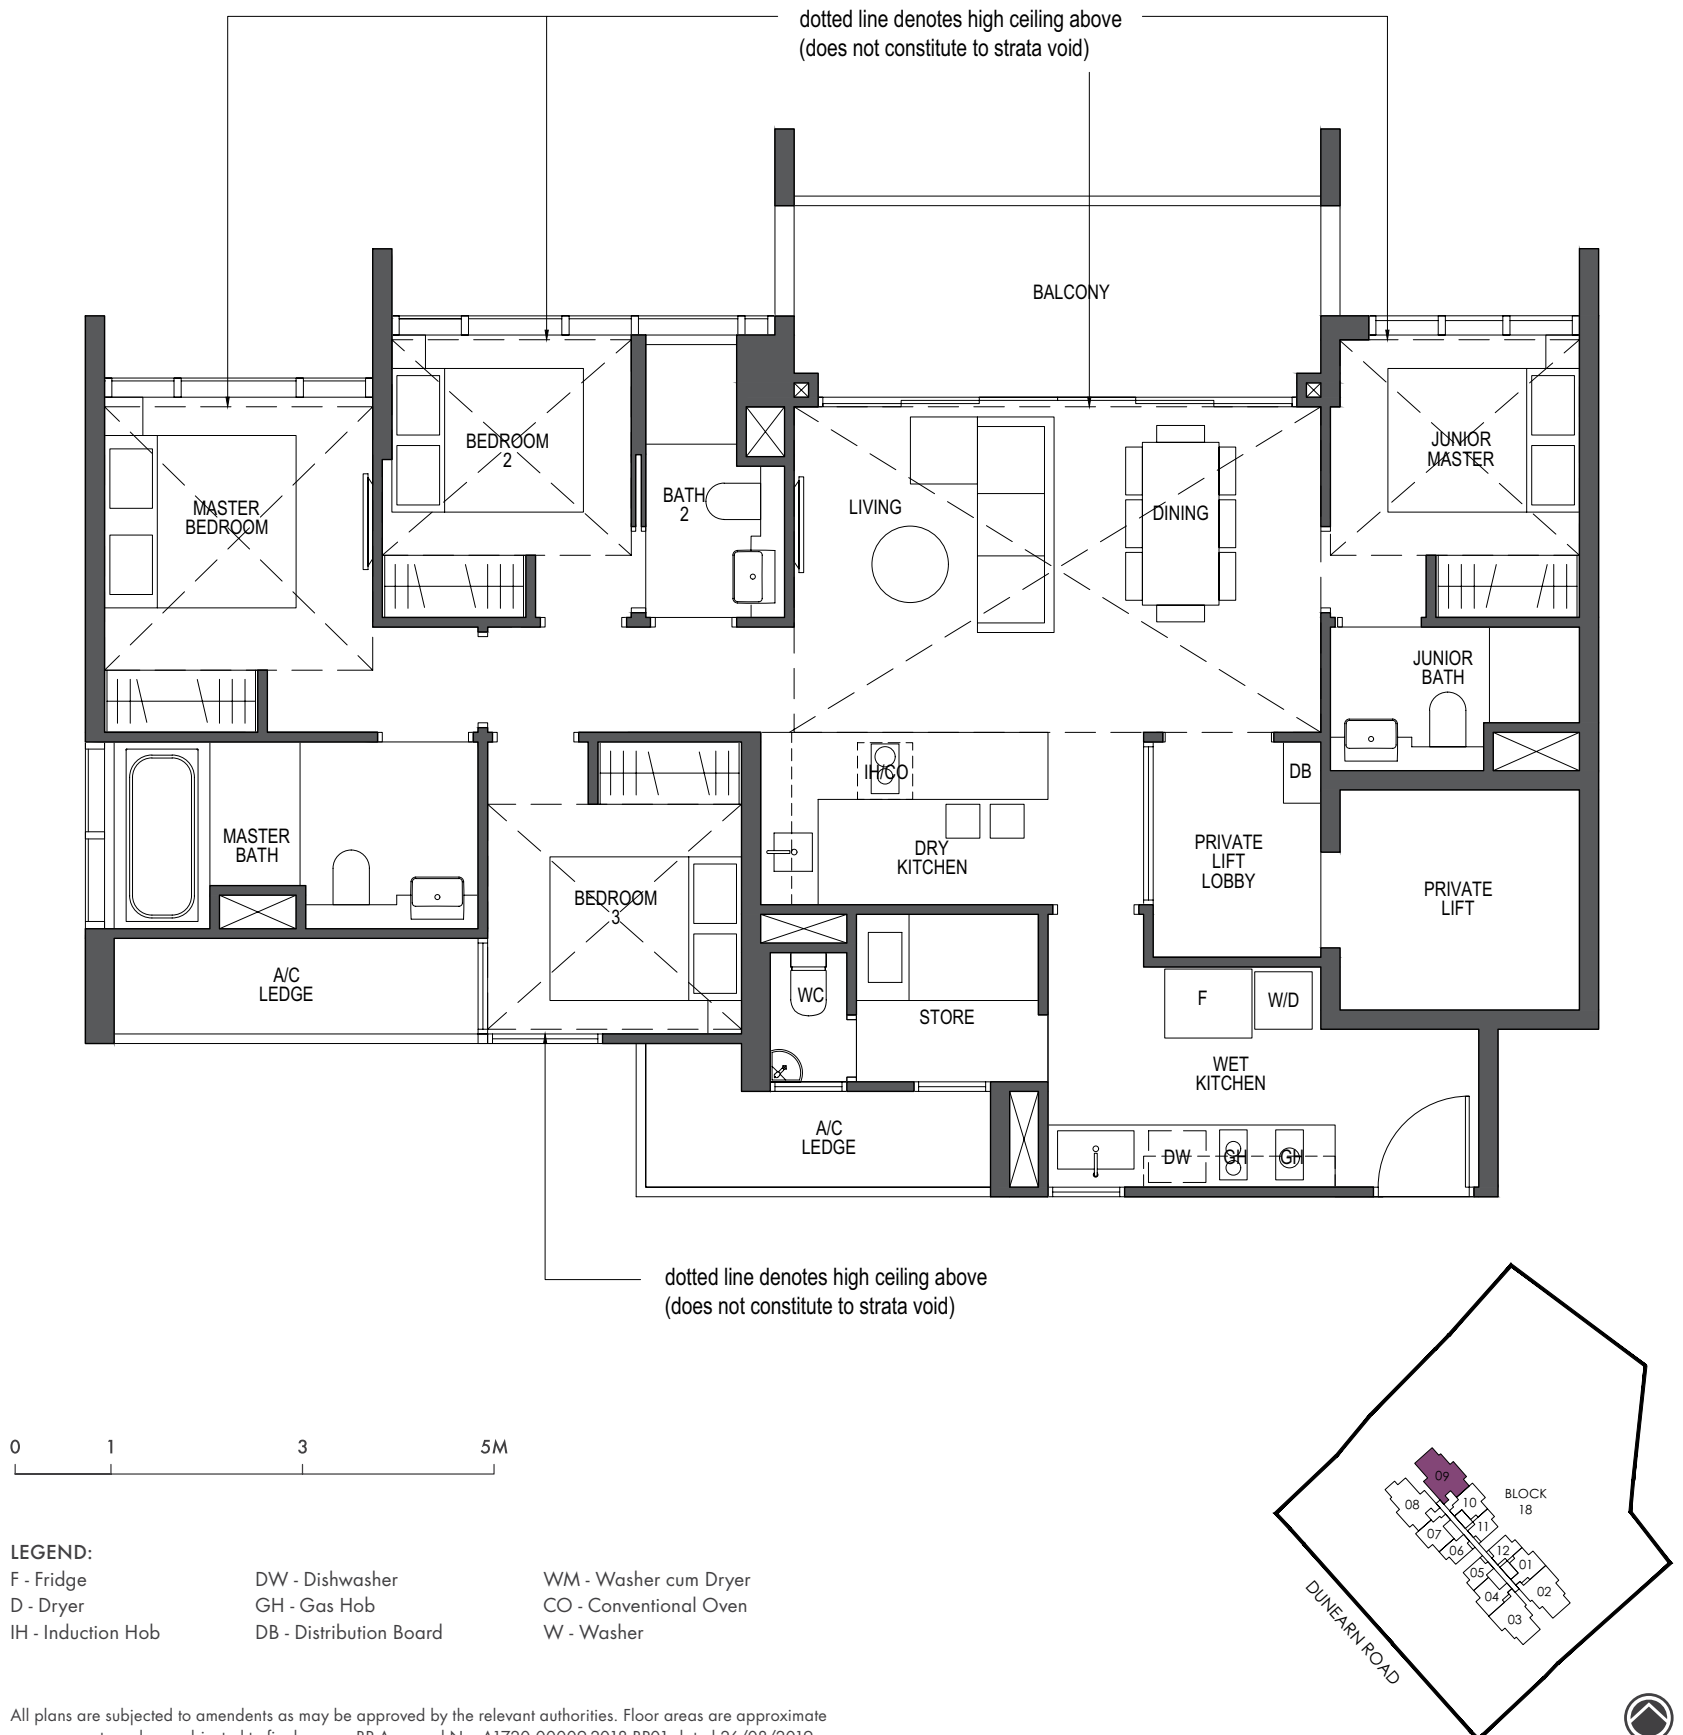 dotted line denotes high ceiling above
(does not constitute to strata void)
BALCONY
BEDROOM
2
JUNIOR
MASTER
MASTER
BEDROOM
BATH
2
LIVING
DINING
JUNIOR
BATH
IH/CO
DB
MASTER
BATH
DRY
KITCHEN
PRIVATE
LIFT
LOBBY
BEDROOM
3
PRIVATE
LIFT
A/C
LEDGE
WC
F
W/D
STORE
WET
KITCHEN
A/C
LEDGE
DW
GH
GH
dotted line denotes high ceiling above
(does not constitute to strata void)
0 1 3 5M
09
08
10
BLOCK
18
11
07
06
12
01
05
02
04
03
DUNEARN ROAD
LEGEND:
F - Fridge DW - Dishwasher WM - Washer cum Dryer
D - Dryer GH - Gas Hob CO - Conventional Oven
IH - Induction Hob DB - Distribution Board W - Washer
All plans are subjected to amendents as may be approved by the relevant authorities. Floor areas are approximate